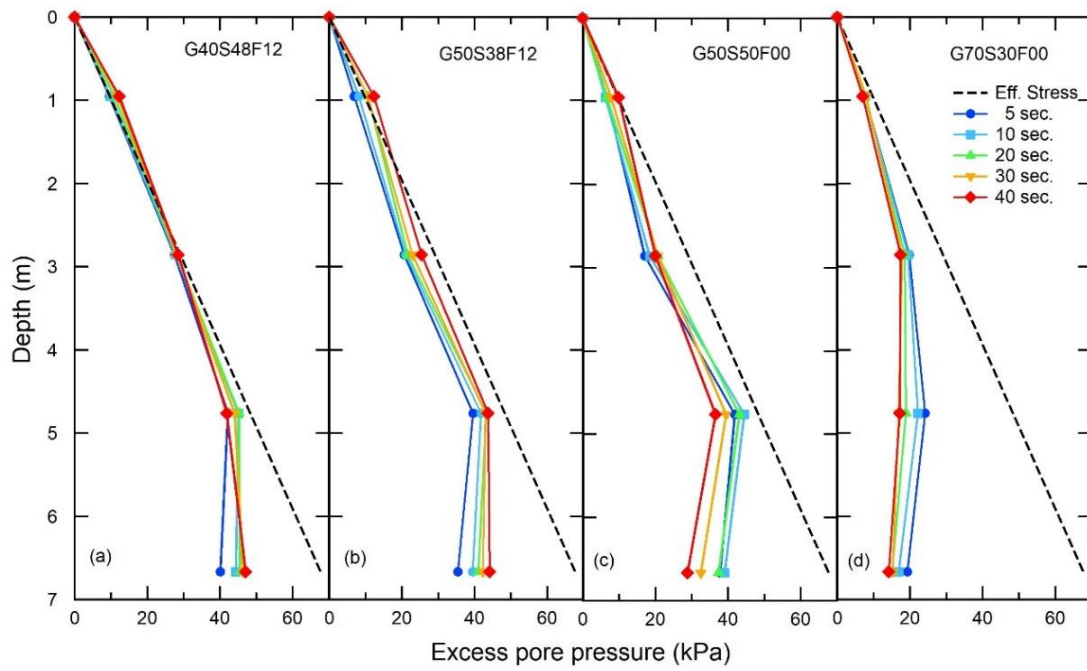 G40S48F12
G50S38F12
G50S50F00
G70S30F00
Eff. Stress
5 sec.
10 sec.
20 sec.
30 sec.
40 sec.
Depth (m)
0
1
2
3
4
5
6
7
(a)
(b)
(c)
(d)
0 20 40 60 0 20 40 60 0 20 40 60 0 20 40 60
Excess pore pressure (kPa)